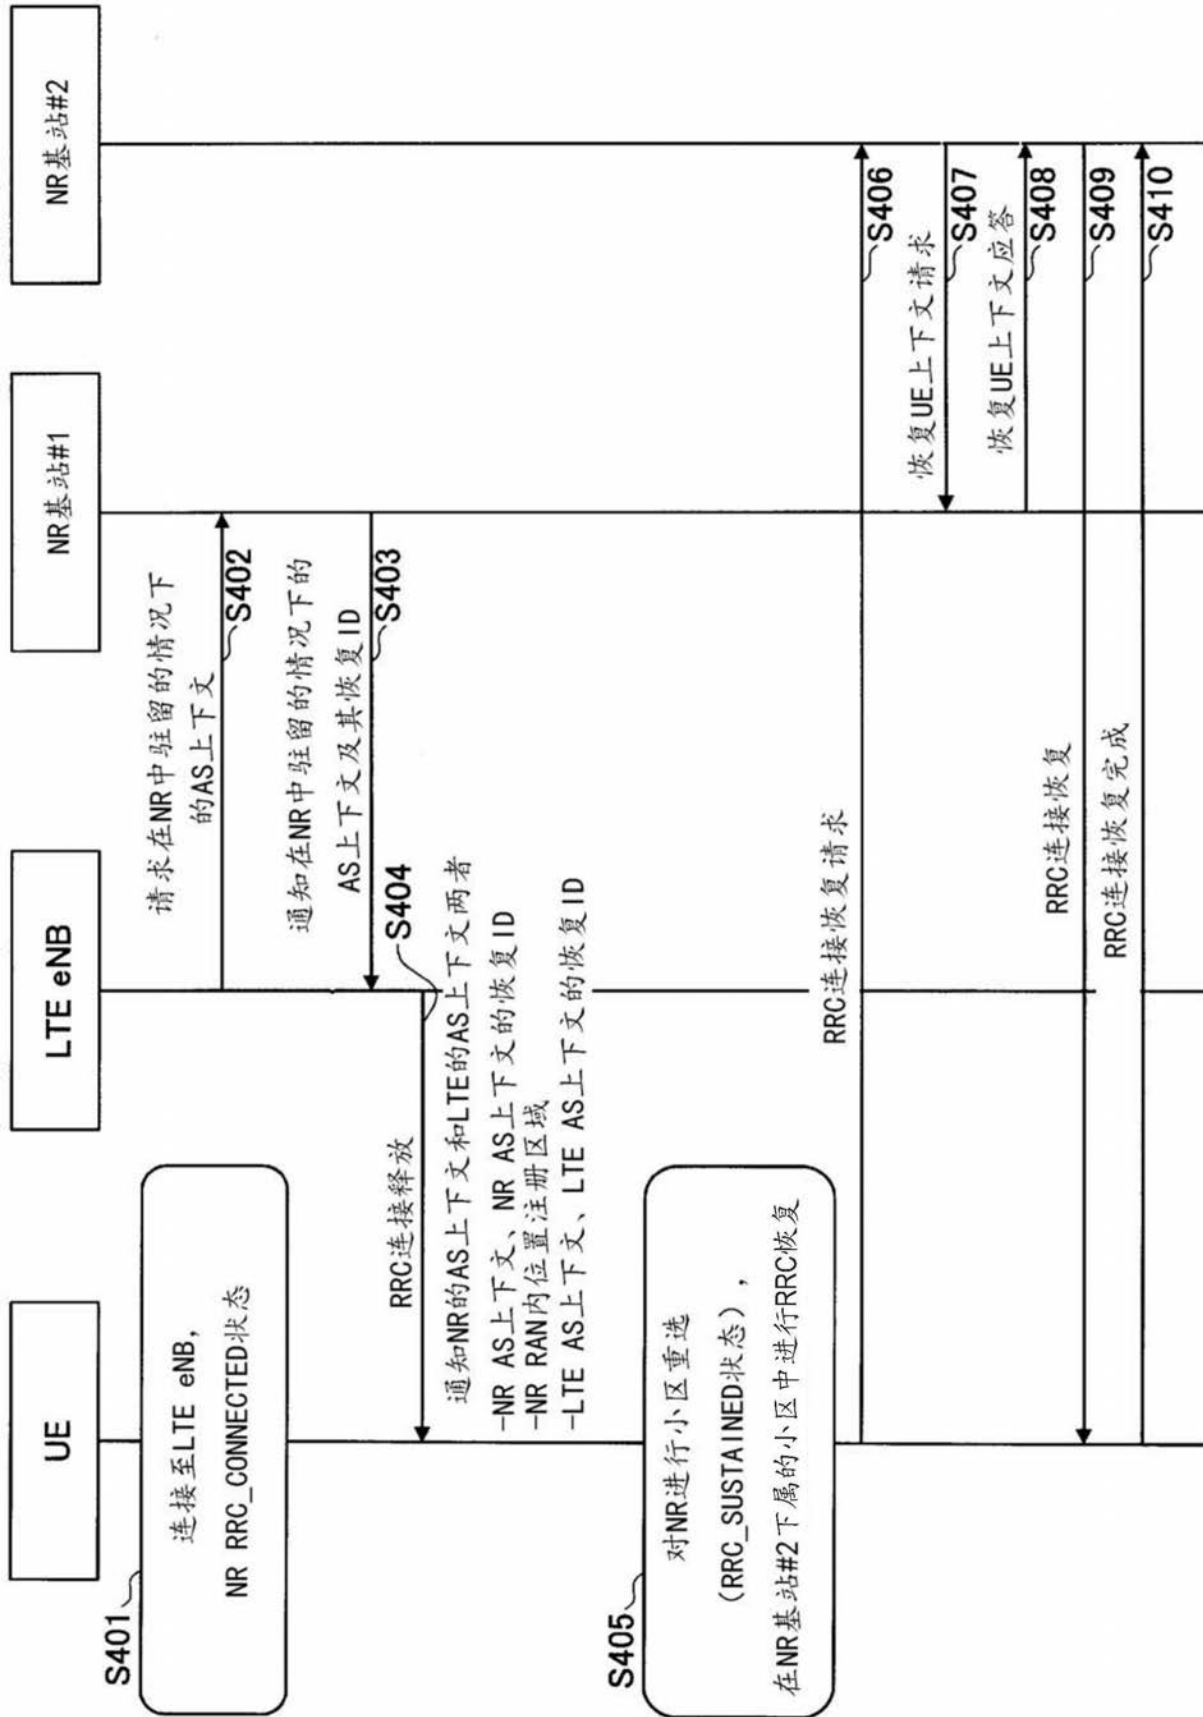 UE
LTE eNB
NR基站#1
NR基站#2
S401
连接至LTE eNB,
NR RRC_CONNECTED状态
请求在NR中驻留的情况下
的AS上下文
S402
通知在NR中驻留的情况下的
AS上下文及其恢复ID
S403
RRC连接释放
S404
通知NR的AS上下文和LTE的AS上下文两者
-NR AS上下文、NR AS上下文的恢复ID
-NR RAN内位置注册区域
-LTE AS上下文、LTE AS上下文的恢复ID
S405
对NR进行小区重选
(RRC_SUSTAINED状态),
在NR基站#2下属的小区中进行RRC恢复
RRC连接恢复请求
S406
恢复UE上下文请求
S407
恢复UE上下文应答
S408
RRC连接恢复
S409
RRC连接恢复完成
S410